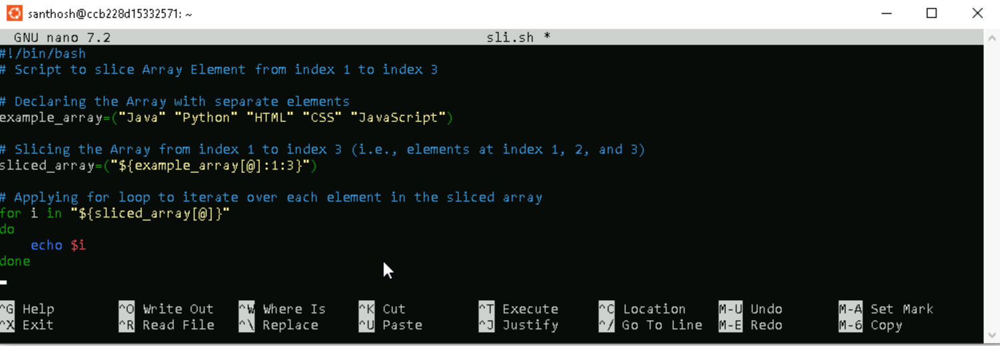 santhosh@ccb228d15332571: ~
GNU nano 7.2 sli.sh *
#!/bin/bash
# Script to slice Array Element from index 1 to index 3
# Declaring the Array with separate elements
example_array=("Java" "Python" "HTML" "CSS" "JavaScript")
# Slicing the Array from index 1 to index 3 (i.e., elements at index 1, 2, and 3)
sliced_array=("${example_array[@]:1:3}")
# Applying for loop to iterate over each element in the sliced array
for i in "${sliced_array[@]}"
do
    echo $i
done
^G Help ^O Write Out ^W Where Is ^K Cut ^T Execute ^C Location M-U Undo M-A Set Mark
^X Exit ^R Read File ^\ Replace ^U Paste ^J Justify ^/ Go To Line M-E Redo M-6 Copy